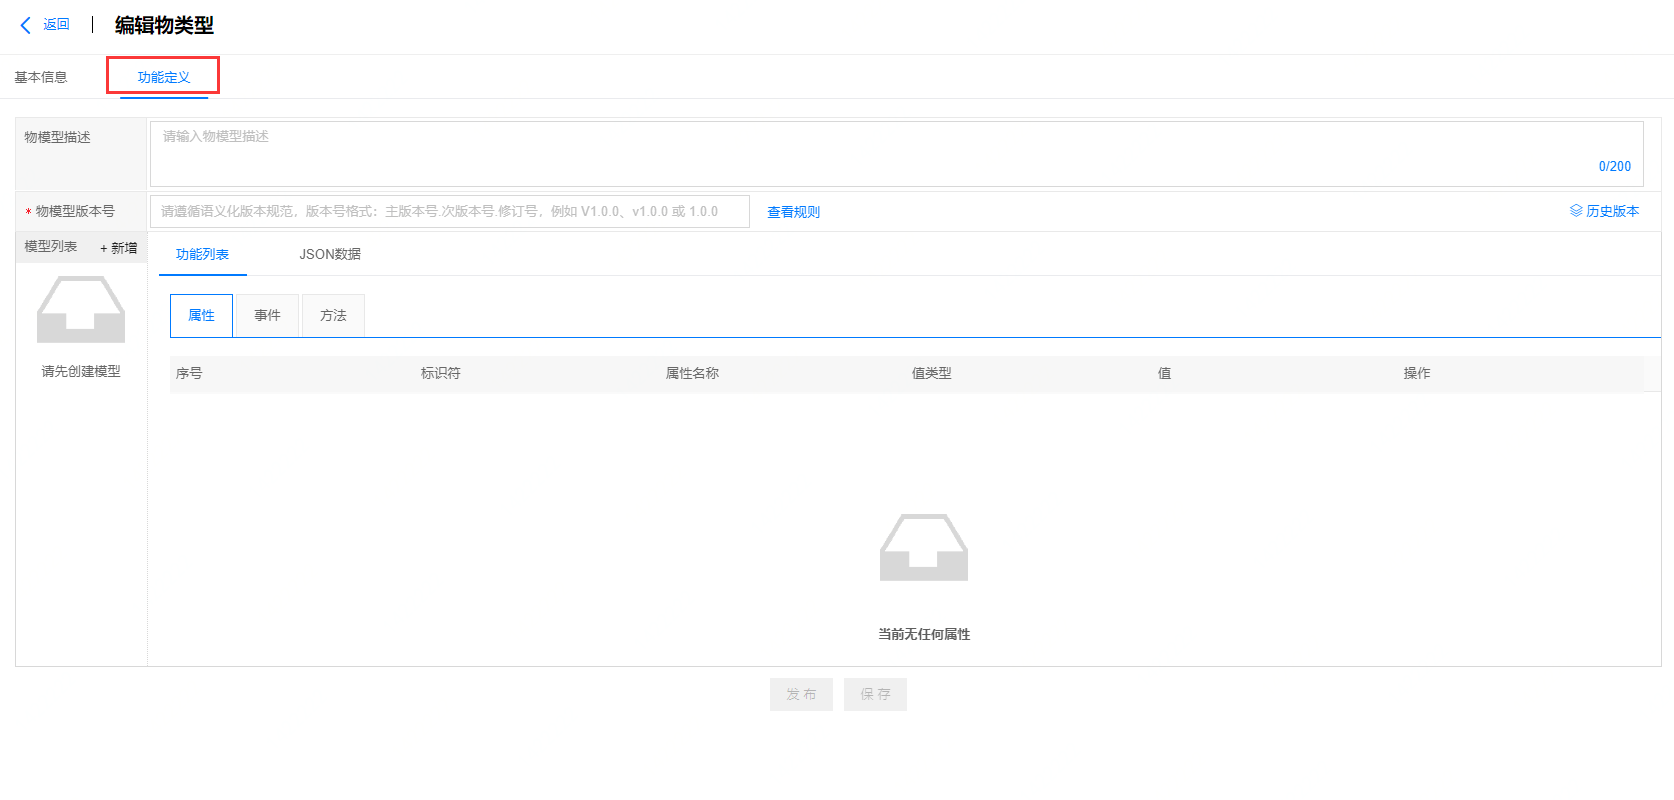 返回 编辑物类型
基本信息 功能定义
物模型描述 请输入物模型描述
0/200
* 物模型版本号 请遵循语义化版本规范，版本号格式：主版本号.次版本号.修订号，例如 V1.0.0、v1.0.0 或 1.0.0 查看规则 历史版本
模型列表 + 新增 功能列表 JSON数据
属性 事件 方法
请先创建模型 序号 标识符 属性名称 值类型 值 操作
当前无任何属性
发 布 保 存